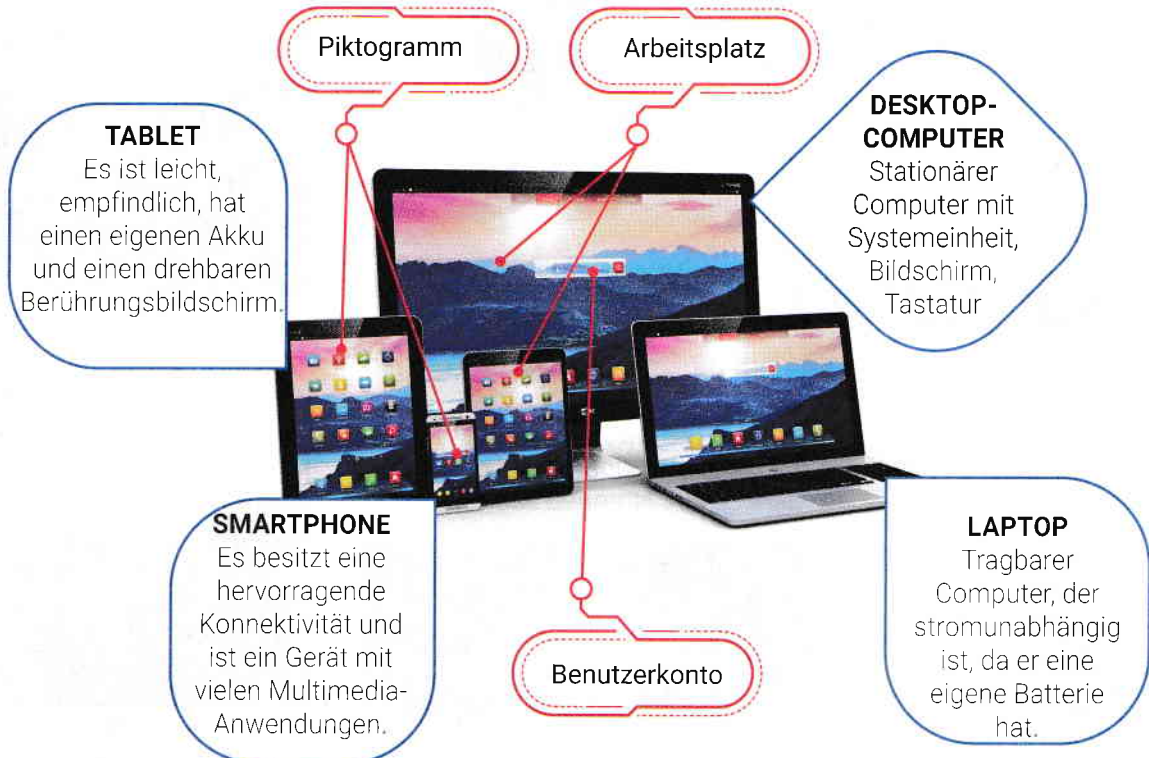 Piktogramm
Arbeitsplatz
TABLET
Es ist leicht,
empfindlich, hat
einen eigenen Akku
und einen drehbaren
Berührungsbildschirm.
DESKTOP-
COMPUTER
Stationärer
Computer mit
Systemeinheit,
Bildschirm,
Tastatur
SMARTPHONE
Es besitzt eine
hervorragende
Konnektivität und
ist ein Gerät mit
vielen Multimedia-
Anwendungen.
Benutzerkonto
LAPTOP
Tragbarer
Computer, der
stromunabhängig
ist, da er eine
eigene Batterie
hat.